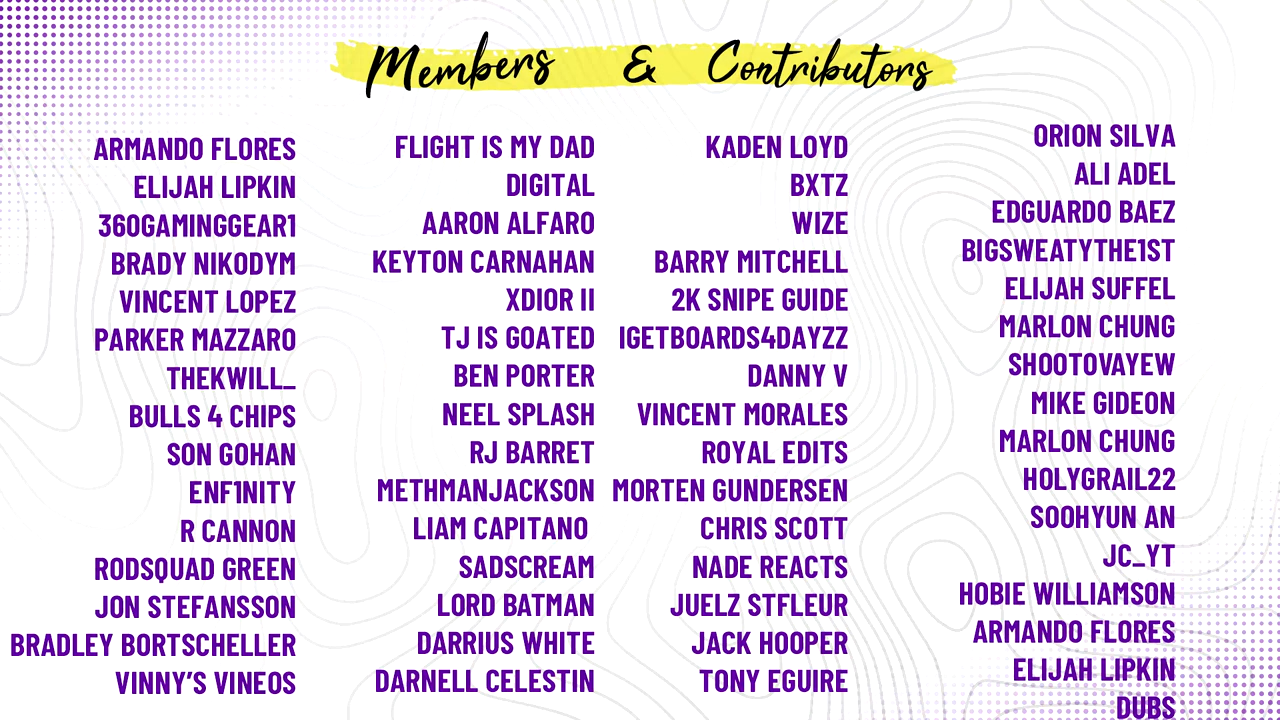 Members & Contributors
ARMANDO FLORES
ELIJAH LIPKIN
360GAMINGGEAR1
BRADY NIKODYM
VINCENT LOPEZ
PARKER MAZZARO
THEKWILL_
BULLS 4 CHIPS
SON GOHAN
ENF1NITY
R CANNON
RODSQUAD GREEN
JON STEFANSSON
BRADLEY BORTSCHELLER
VINNY'S VINEOS
FLIGHT IS MY DAD
DIGITAL
AARON ALFARO
KEYTON CARNAHAN
XDIOR II
TJ IS GOATED
BEN PORTER
NEEL SPLASH
RJ BARRET
METHMANJACKSON
LIAM CAPITANO
SADSCREAM
LORD BATMAN
DARRIUS WHITE
DARNELL CELESTIN
KADEN LOYD
BXTZ
WIZE
BARRY MITCHELL
2K SNIPE GUIDE
IGETBOARDS4DAYZZ
DANNY V
VINCENT MORALES
ROYAL EDITS
MORTEN GUNDERSEN
CHRIS SCOTT
NADE REACTS
JUELZ STFLEUR
JACK HOOPER
TONY EGUIRE
ORION SILVA
ALI ADEL
EDGUARDO BAEZ
BIGSWEATYTHE1ST
ELIJAH SUFFEL
MARLON CHUNG
SHOOTOVAYEW
MIKE GIDEON
MARLON CHUNG
HOLYGRAIL22
SOOHYUN AN
JC_YT
HOBIE WILLIAMSON
ARMANDO FLORES
ELIJAH LIPKIN
DUBS